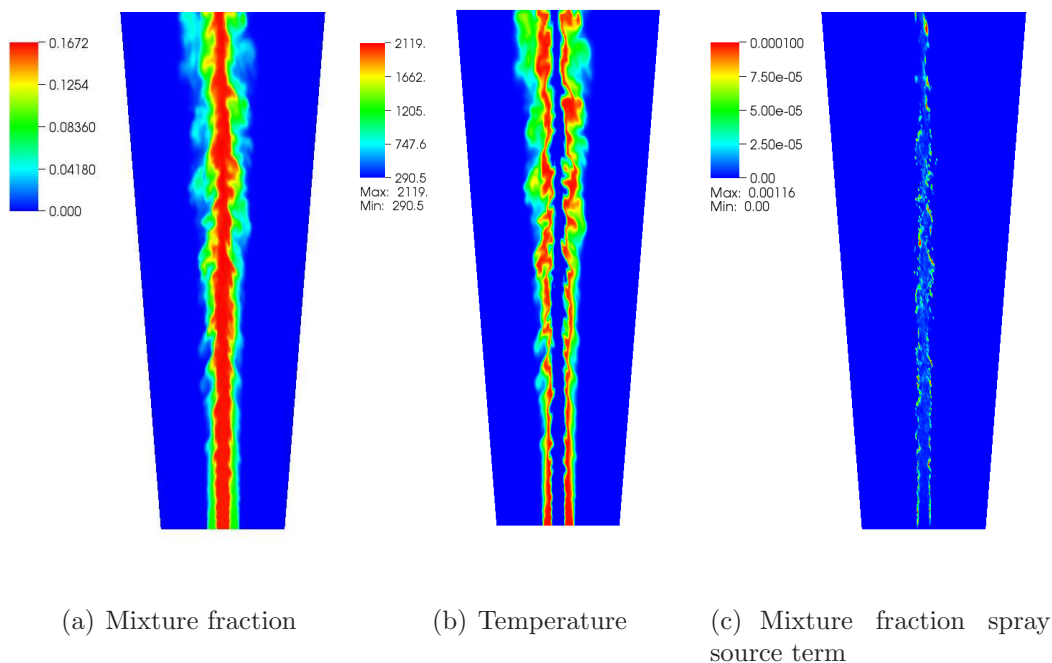 0.1672
0.1254
0.08360
0.04180
0.000
2119.
1662.
1205.
747.6
290.5
Max: 2119.
Min: 290.5
0.000100
7.50e-05
5.00e-05
2.50e-05
0.00
Max: 0.00116
Min: 0.00
(a) Mixture fraction
(b) Temperature
(c) Mixture fraction spray
source term